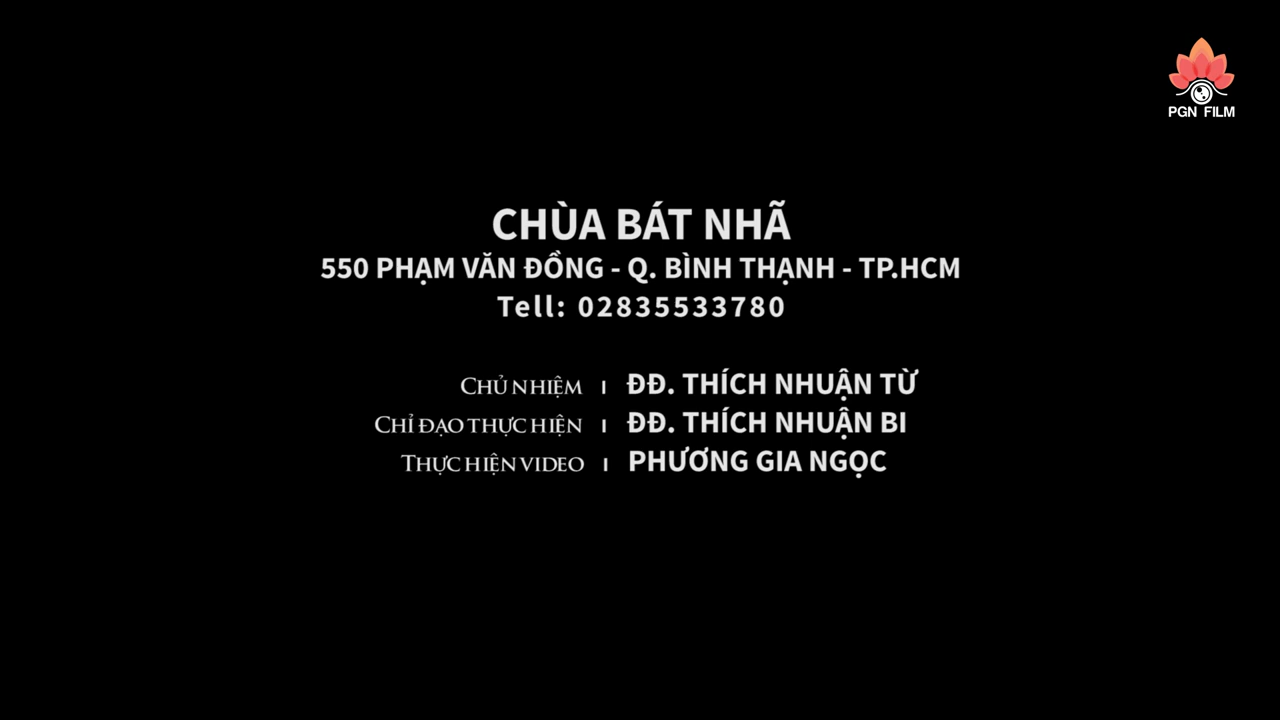 PGN FILM
CHÙA BÁT NHÃ
550 PHẠM VĂN ĐỒNG - Q. BÌNH THẠNH - TP.HCM
Tell: 02835533780
CHỦ NHIỆM I ĐĐ. THÍCH NHUẬN TỪ
CHỈ ĐẠO THỰC HIỆN I ĐĐ. THÍCH NHUẬN BI
THỰC HIỆN VIDEO I PHƯƠNG GIA NGỌC